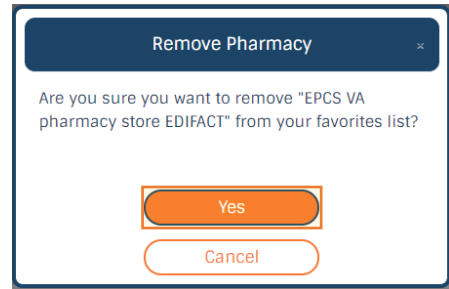 Remove Pharmacy
×
Are you sure you want to remove "EPCS VA
pharmacy store EDIFACT" from your favorites list?
Yes
Cancel